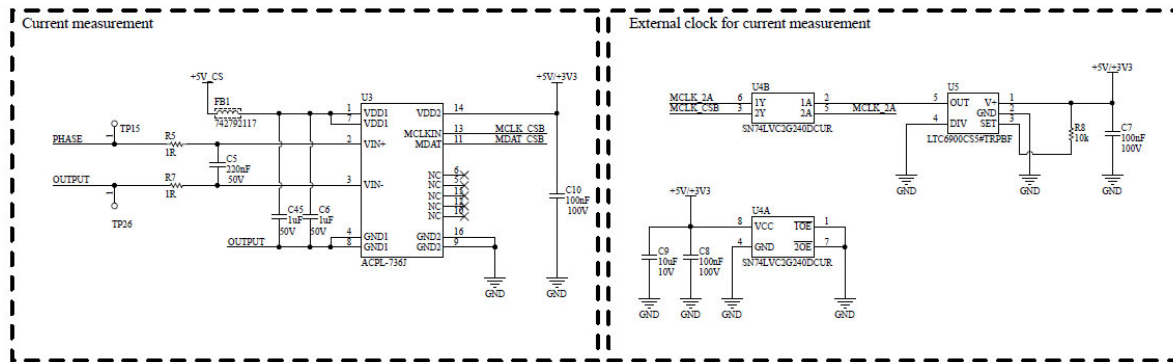 Current measurement
+5V_CS
FB1
742792117
PHASE
1
TP15
R5
1R
C5
220nF
50V
OUTPUT
1
TP26
R7
1R
C45
1uF
50V
C6
1uF
50V
OUTPUT
U3
1 VDD1 VDD2 14
7 VDD1
MCLKIN 13 MCLK_CSB
2 VIN+ MDAT 11 MDAT_CSB
3 VIN-
NC 6
NC 5
NC
NC
NC 10
4 GND1 GND2 16
8 GND1 GND2 9
ACPL-736J
+5V/+3V3
C10
100nF
100V
GND
GND
External clock for current measurement
U4B
MCLK_2A 6 1Y 1A 2
MCLK_CSB 3 2Y 2A 5 MCLK_2A
SN74LVC2G240DCUR
U5
5 OUT V+ 1
GND 2
4 DIV SET 3
LTC6900CS5#TRPBF
+5V/+3V3
R8
10k
C7
100nF
100V
GND
GND
GND
+5V/+3V3
C9
10uF
10V
C8
100nF
100V
U4A
8 VCC 1OE 1
4 GND 2OE 7
SN74LVC2G240DCUR
GND
GND
GND
GND